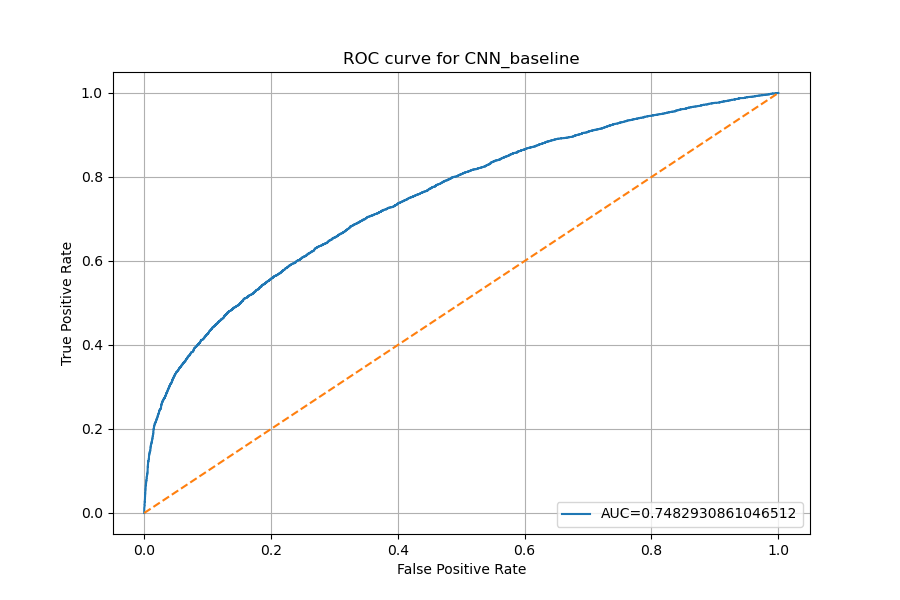 ROC curve for CNN_baseline
True Positive Rate
1.0
0.8
0.6
0.4
0.2
0.0
AUC=0.7482930861046512
0.0 0.2 0.4 0.6 0.8 1.0
False Positive Rate